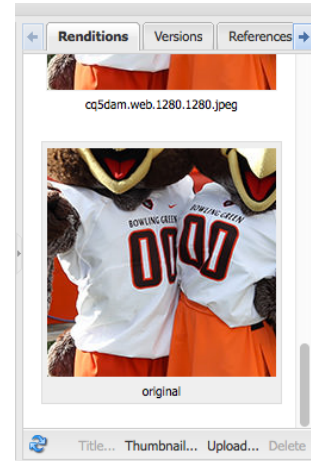 Renditions Versions References
cq5dam.web.1280.1280.jpeg
BOWLING GREEN BOWLING GREEN
00 00
original
Title... Thumbnail... Upload... Delete